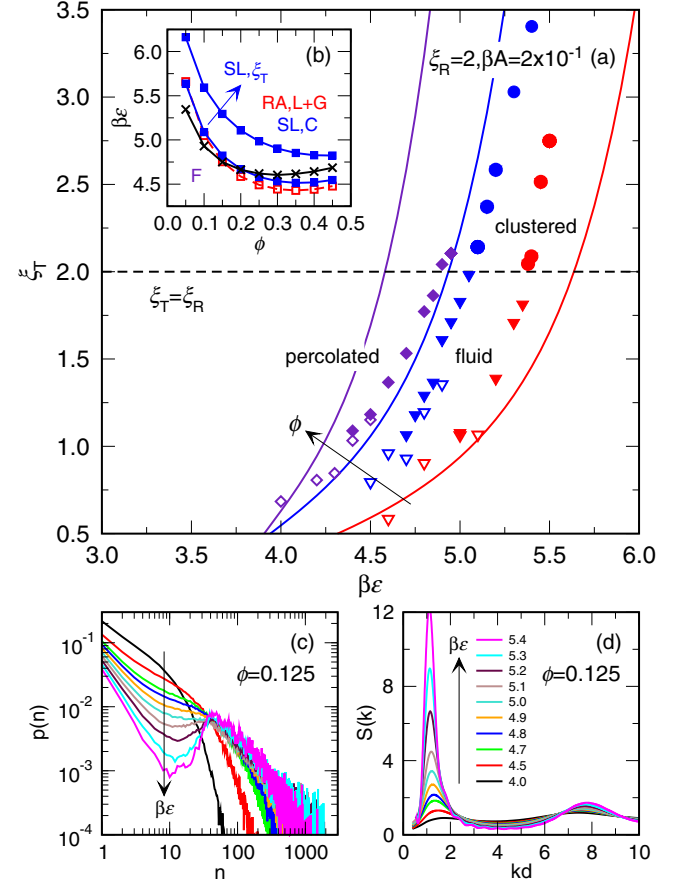 ξ_R=2,βA=2x10⁻¹ (a)
3.5
3.0
2.5
2.0
1.5
1.0
0.5
ξ_T
3.0 3.5 4.0 4.5 5.0 5.5 6.0
βε
clustered
fluid
percolated
ϕ
ξ_T=ξ_R
(b)
6.0
5.5
5.0
4.5
βε
SL,ξ_T
RA,L+G
SL,C
F
0.0 0.1 0.2 0.3 0.4 0.5
ϕ
(c)
ϕ=0.125
10⁻¹
10⁻²
10⁻³
10⁻⁴
p(n)
βε
1 10 100 1000
n
(d)
ϕ=0.125
12
8
4
0
S(k)
βε
5.4
5.3
5.2
5.1
5.0
4.9
4.8
4.7
4.5
4.0
0 2 4 6 8 10
kd